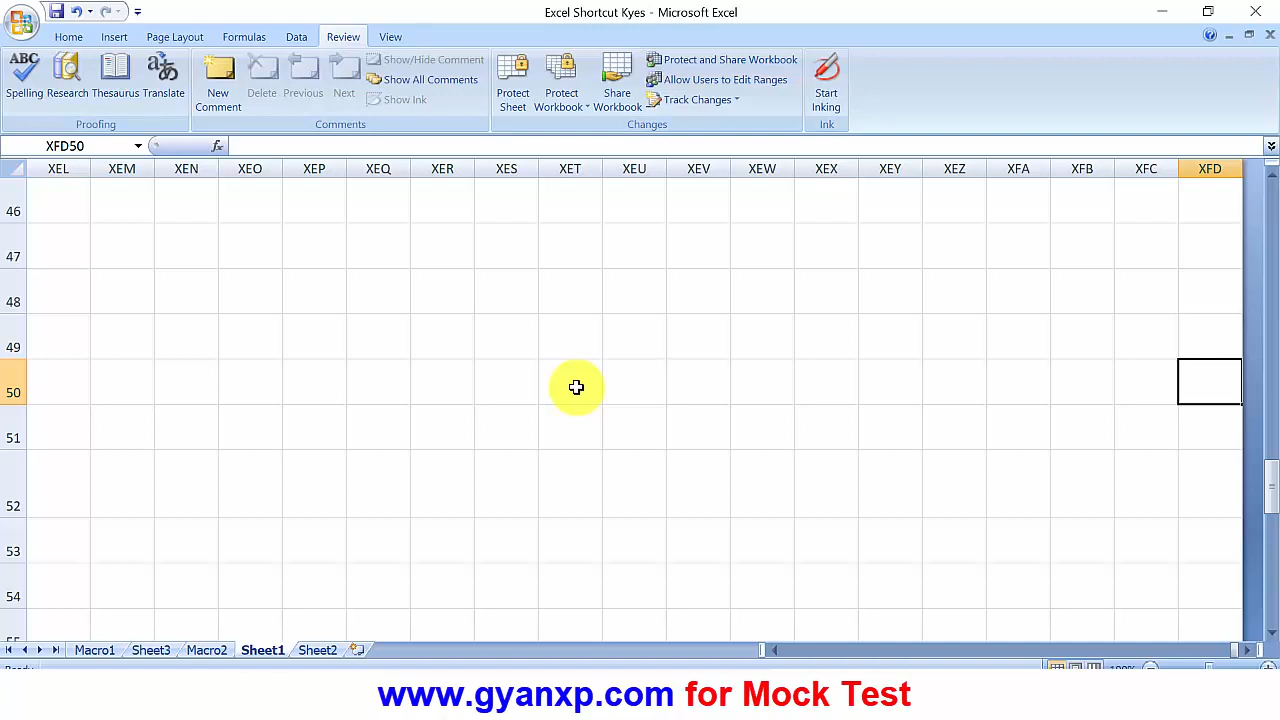 Excel Shortcut Kyes - Microsoft Excel
Home Insert Page Layout Formulas Data Review View
ABC
Spelling Research Thesaurus Translate
New Comment Delete Previous Next
Show/Hide Comment
Show All Comments
Show Ink
Protect Sheet Protect Workbook Share Workbook
Protect and Share Workbook
Allow Users to Edit Ranges
Track Changes
Start Inking
Proofing Comments Changes Ink
XFD50 fx
XEL XEM XEN XEO XEP XEQ XER XES XET XEU XEV XEW XEX XEY XEZ XFA XFB XFC XFD
46
47
48
49
50
51
52
53
54
55
Macro1 Sheet3 Macro2 Sheet1 Sheet2
Ready 100%
www.gyanxp.com for Mock Test